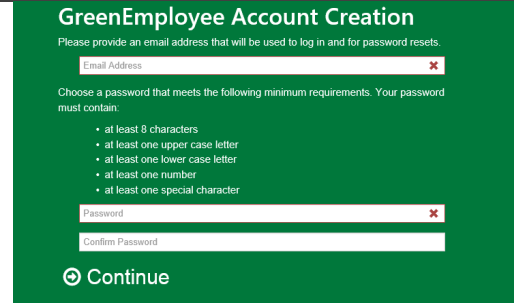 GreenEmployee Account Creation
Please provide an email address that will be used to log in and for password resets.
Email Address
Choose a password that meets the following minimum requirements. Your password
must contain:
• at least 8 characters
• at least one upper case letter
• at least one lower case letter
• at least one number
• at least one special character
Password
Confirm Password
Continue